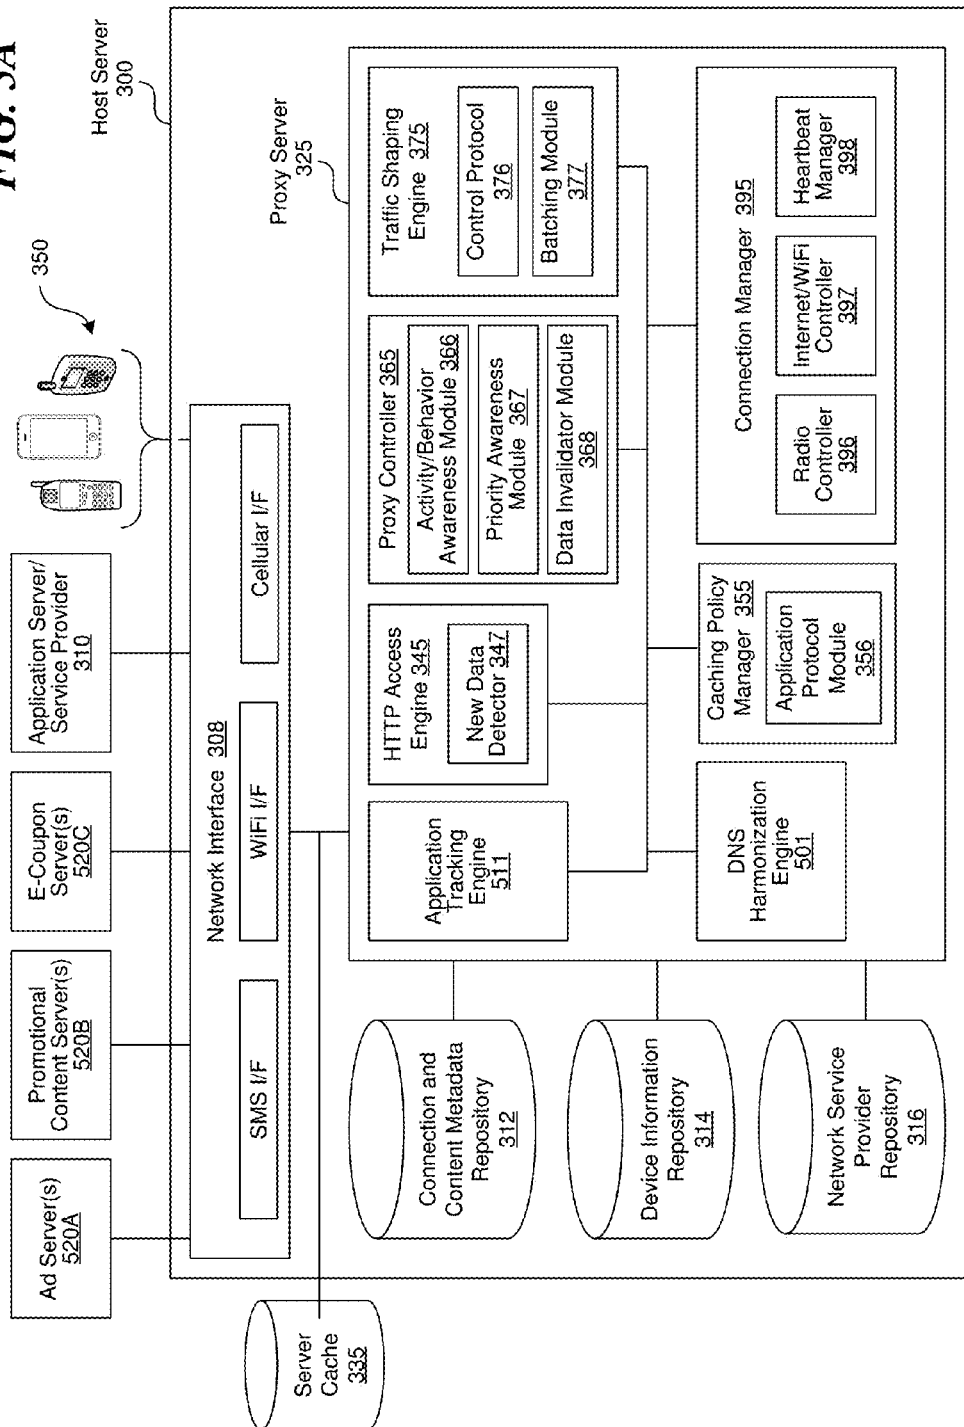 FIG. 3A
Host Server
300
350
Ad Server(s)
520A
Promotional
Content Server(s)
520B
E-Coupon
Server(s)
520C
Application Server/
Service Provider
310
Network Interface 308
SMS I/F
WiFi I/F
Cellular I/F
Server
Cache
335
Proxy Server
325
Connection and
Content Metadata
Repository
312
Device Information
Repository
314
Network Service
Provider
Repository
316
Application
Tracking
Engine
511
HTTP Access
Engine 345
New Data
Detector 347
Proxy Controller 365
Activity/Behavior
Awareness Module 366
Priority Awareness
Module 367
Data Invalidator Module
368
Traffic Shaping
Engine 375
Control Protocol
376
Batching Module
377
DNS
Harmonization
Engine
501
Caching Policy
Manager 355
Application
Protocol
Module
356
Connection Manager 395
Radio
Controller
396
Internet/WiFi
Controller
397
Heartbeat
Manager
398